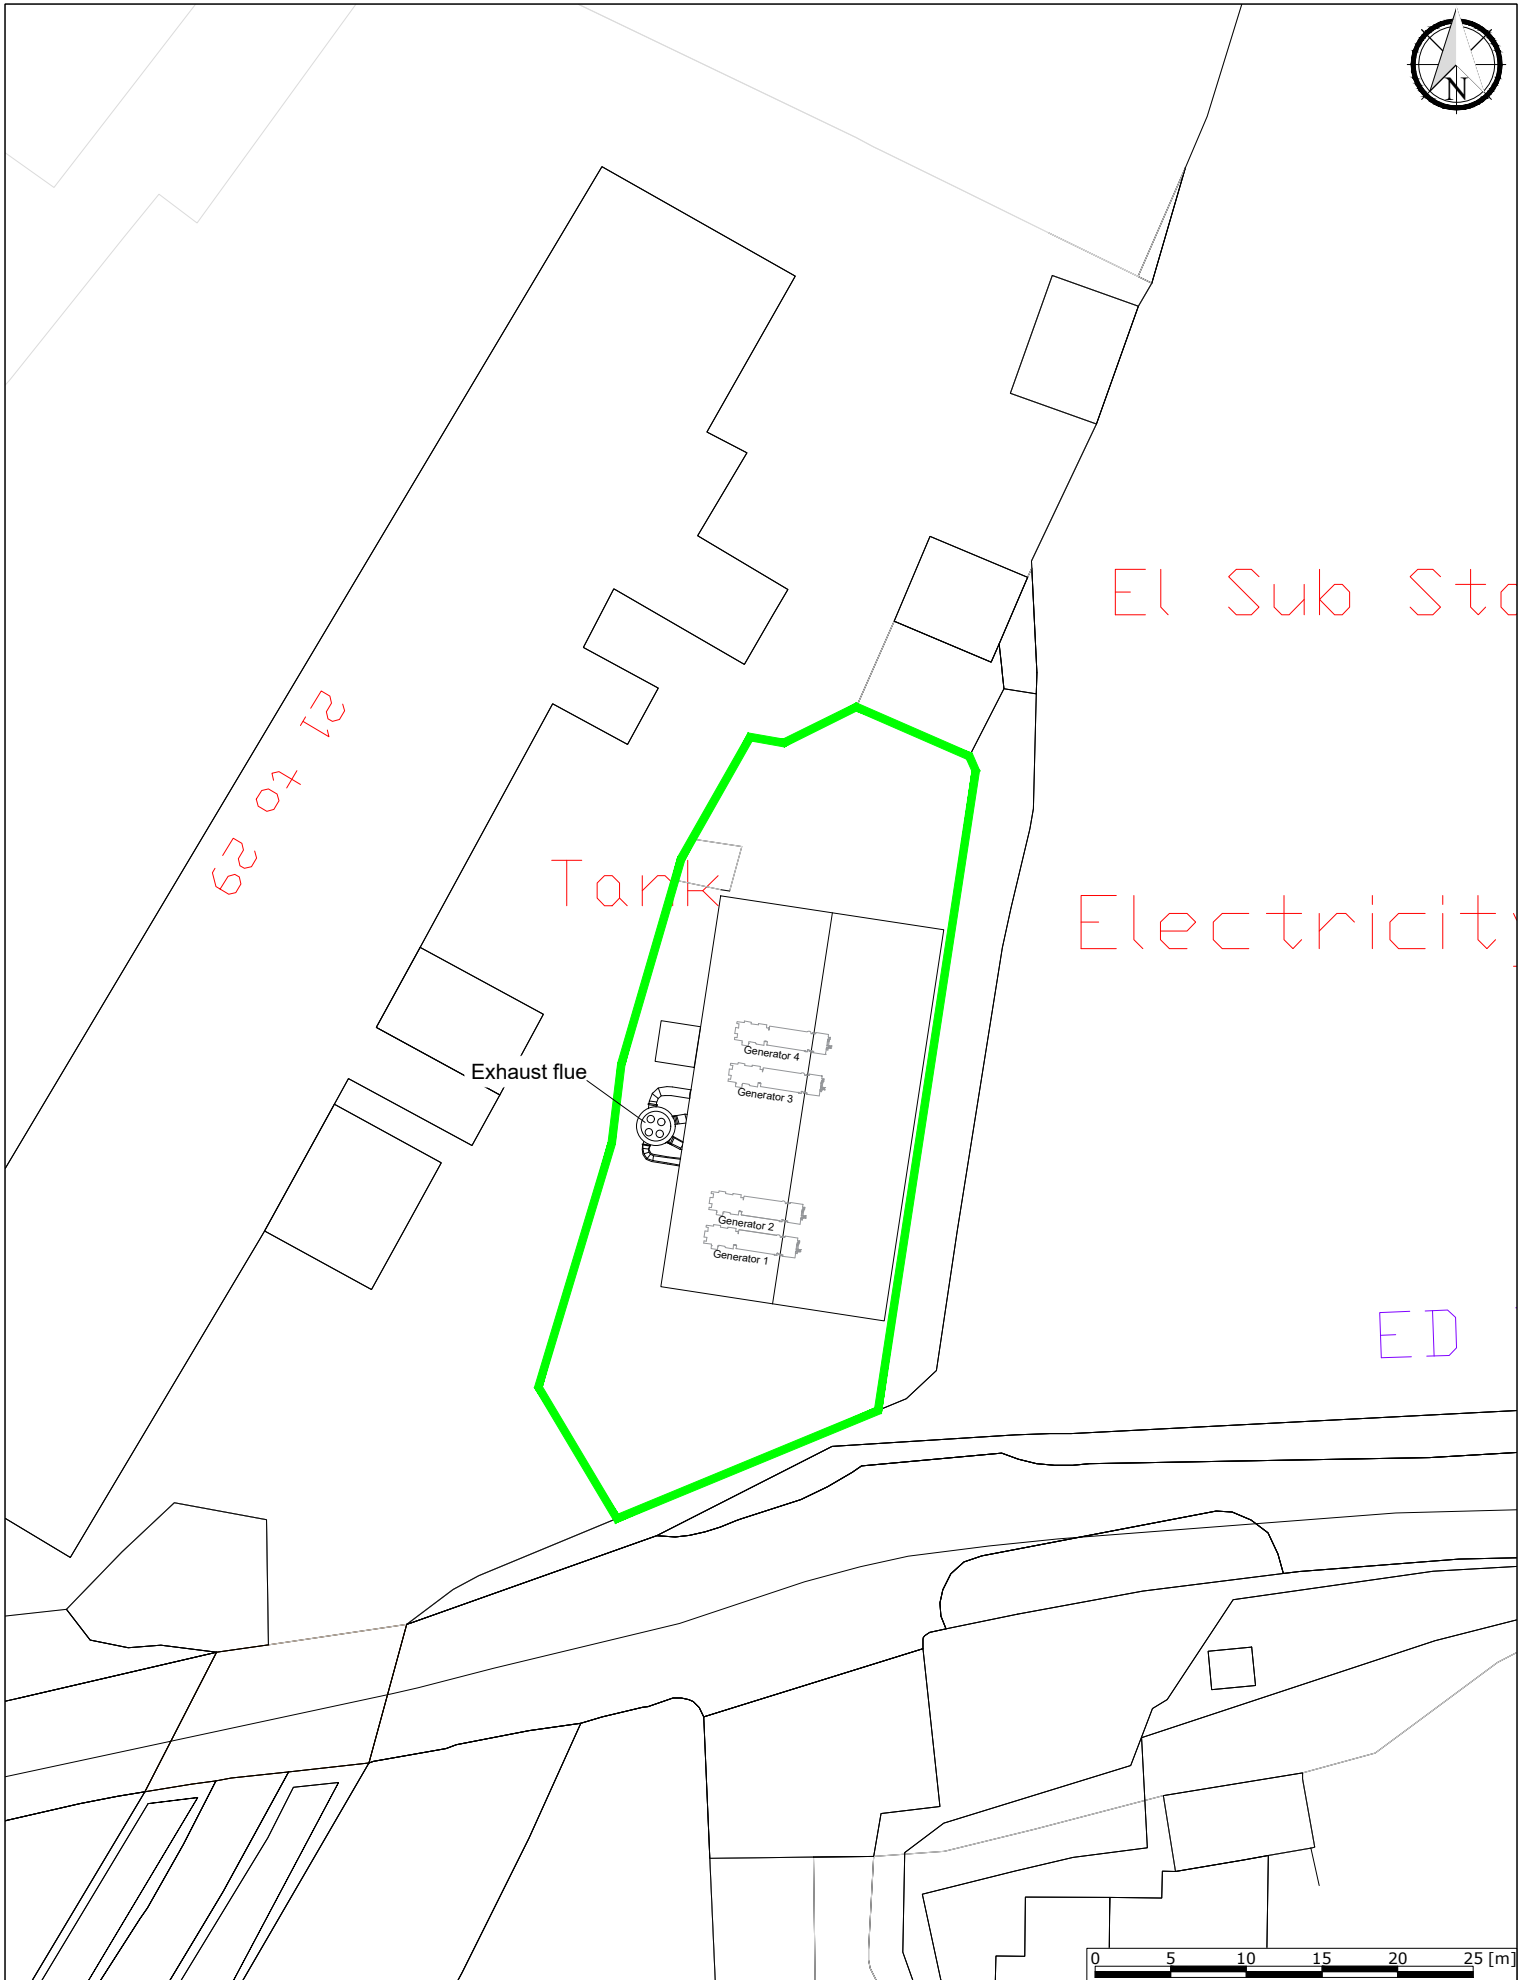 N
El Sub Sta
21 to 29
Tank
Electricity
Generator 4
Generator 3
Exhaust flue
Generator 2
Generator 1
ED
0 5 10 15 20 25 [m]